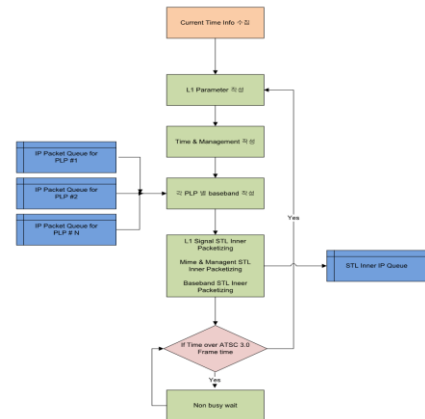 Current Time Info 수집
L1 Parameter 작성
Time & Management 작성
IP Packet Queue for
PLP #1
IP Packet Queue for
PLP #2
IP Packet Queue for
PLP # N
각 PLP 별 baseband 작성
Yes
L1 Signal STL Inner
Packetizing
Mime & Managent STL
Inner Packetizing
Baseband STL Ineer
Packetizing
STL Inner IP Queue
If Time over ATSC 3.0
Frame time
Yes
Non busy wait